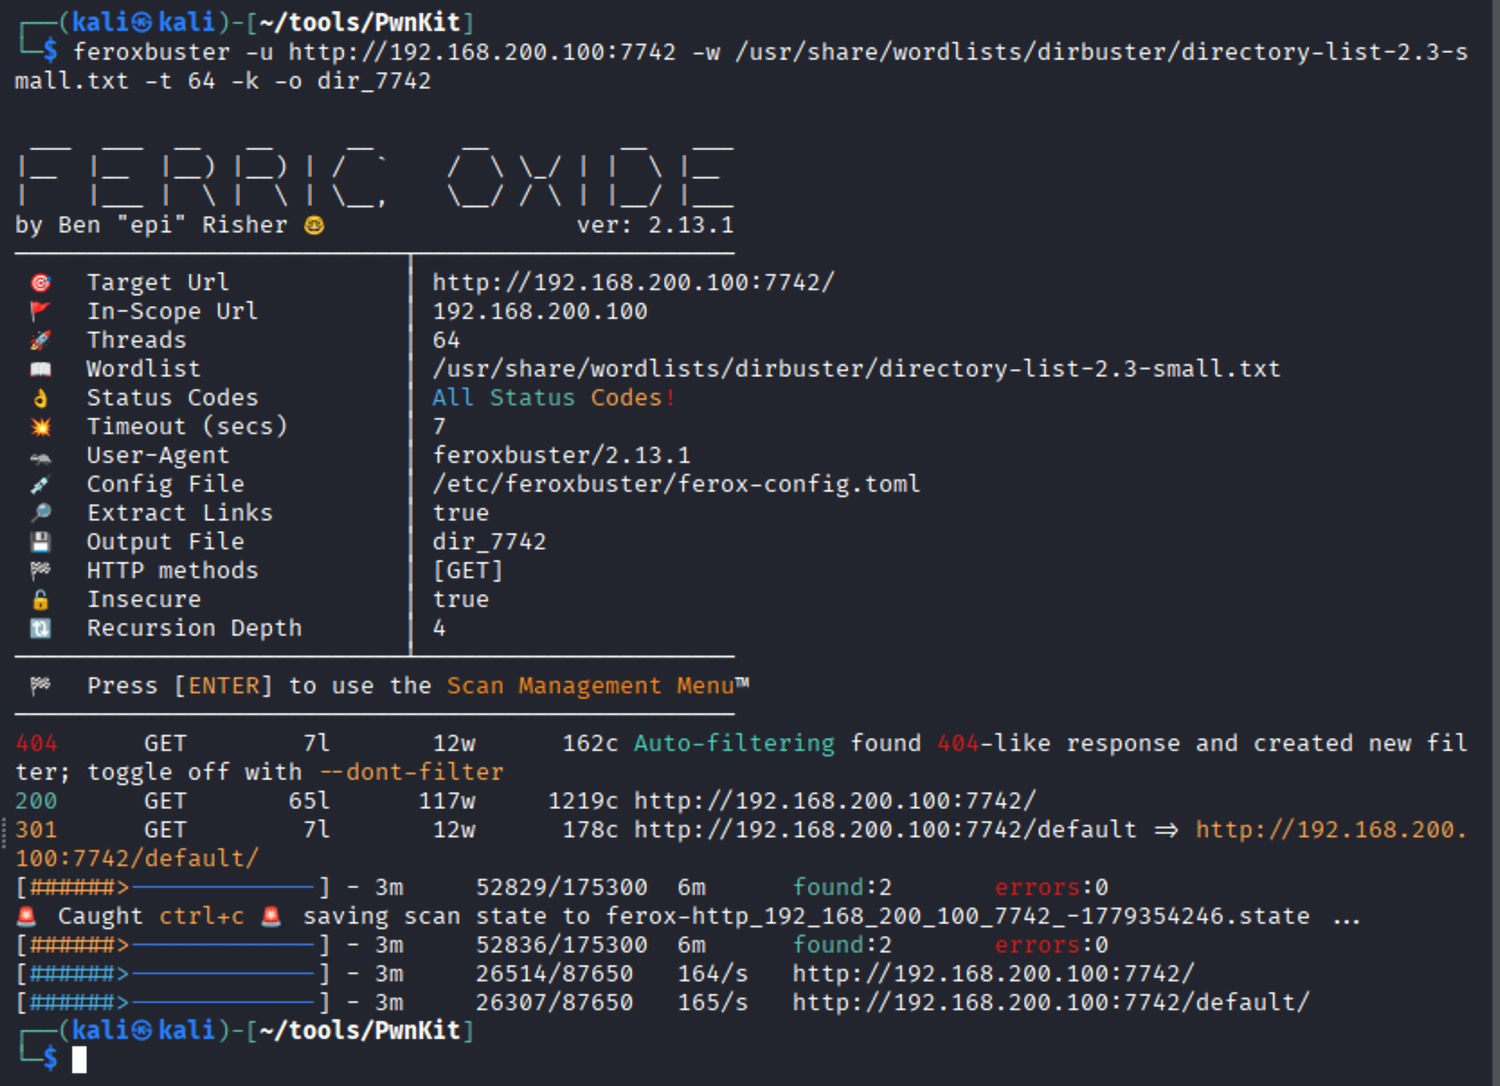 ┌──(kali㉿kali)-[~/tools/PwnKit]
└─$ feroxbuster -u http://192.168.200.100:7742 -w /usr/share/wordlists/dirbuster/directory-list-2.3-s
mall.txt -t 64 -k -o dir_7742
FERRIC OXIDE
by Ben "epi" Risher 🤓 ver: 2.13.1
🎯 Target Url │ http://192.168.200.100:7742/
🚩 In-Scope Url │ 192.168.200.100
🚀 Threads │ 64
📖 Wordlist │ /usr/share/wordlists/dirbuster/directory-list-2.3-small.txt
👌 Status Codes │ All Status Codes!
💥 Timeout (secs) │ 7
🦡 User-Agent │ feroxbuster/2.13.1
💉 Config File │ /etc/feroxbuster/ferox-config.toml
🔎 Extract Links │ true
💾 Output File │ dir_7742
🏁 HTTP methods │ [GET]
🔓 Insecure │ true
🔃 Recursion Depth │ 4
🏁 Press [ENTER] to use the Scan Management Menu™
404 GET 7l 12w 162c Auto-filtering found 404-like response and created new fil
ter; toggle off with --dont-filter
200 GET 65l 117w 1219c http://192.168.200.100:7742/
301 GET 7l 12w 178c http://192.168.200.100:7742/default => http://192.168.200.
100:7742/default/
[######>-------------] - 3m 52829/175300 6m found:2 errors:0
🚨 Caught ctrl+c 🚨 saving scan state to ferox-http_192_168_200_100_7742_-1779354246.state ...
[######>-------------] - 3m 52836/175300 6m found:2 errors:0
[######>-------------] - 3m 26514/87650 164/s http://192.168.200.100:7742/
[######>-------------] - 3m 26307/87650 165/s http://192.168.200.100:7742/default/
┌──(kali㉿kali)-[~/tools/PwnKit]
└─$